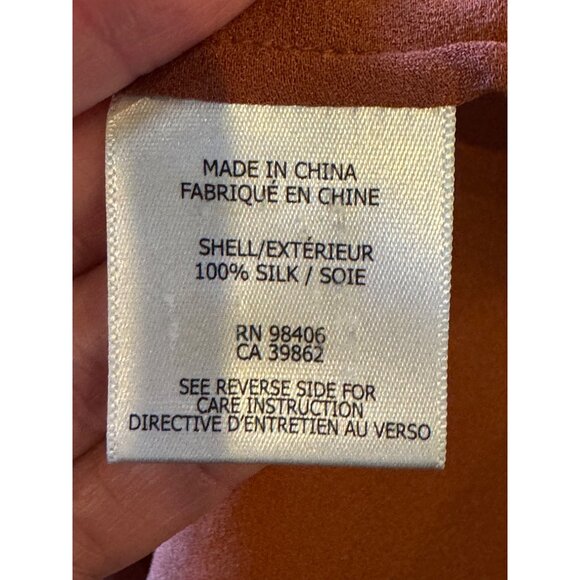 MADE IN CHINA
FABRIQUÉ EN CHINE
SHELL/EXTÉRIEUR
100% SILK / SOIE
RN 98406
CA 39862
SEE REVERSE SIDE FOR
CARE INSTRUCTION
DIRECTIVE D'ENTRETIEN AU VERSO